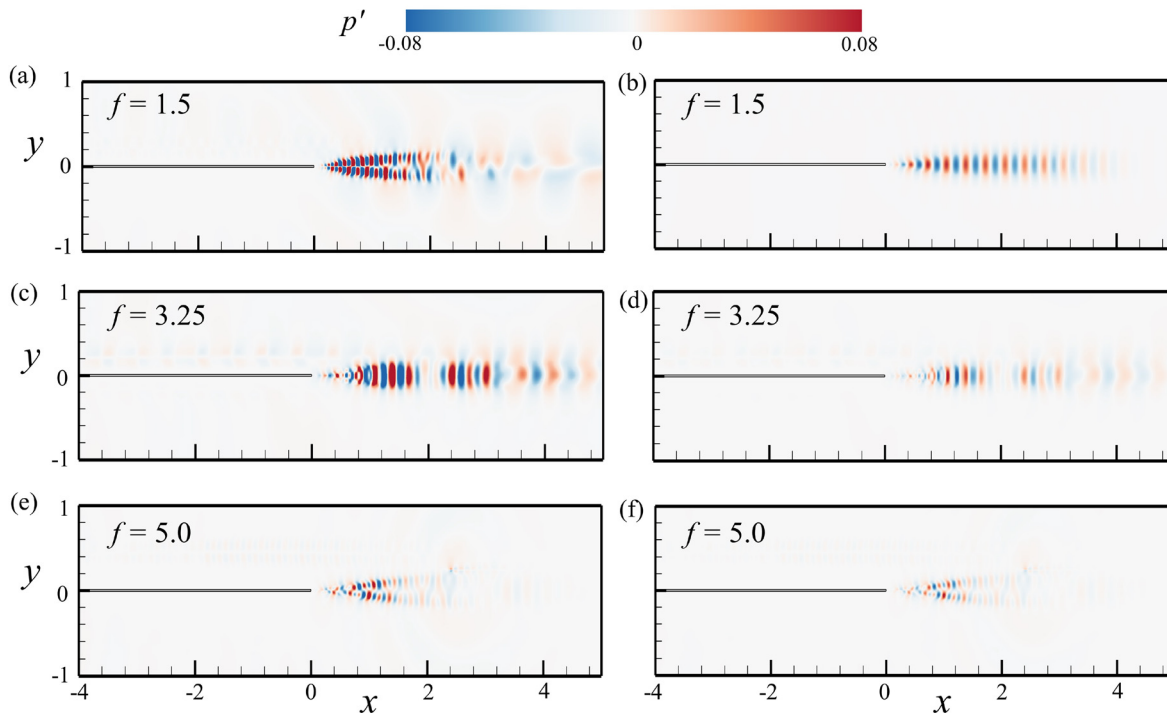 p′
-0.08 0 0.08
(a) f = 1.5
(b) f = 1.5
1
y 0
-1
(c) f = 3.25
(d) f = 3.25
1
y 0
-1
(e) f = 5.0
(f) f = 5.0
1
y 0
-1
-4 -2 0 2 4
-4 -2 0 2 4
x x